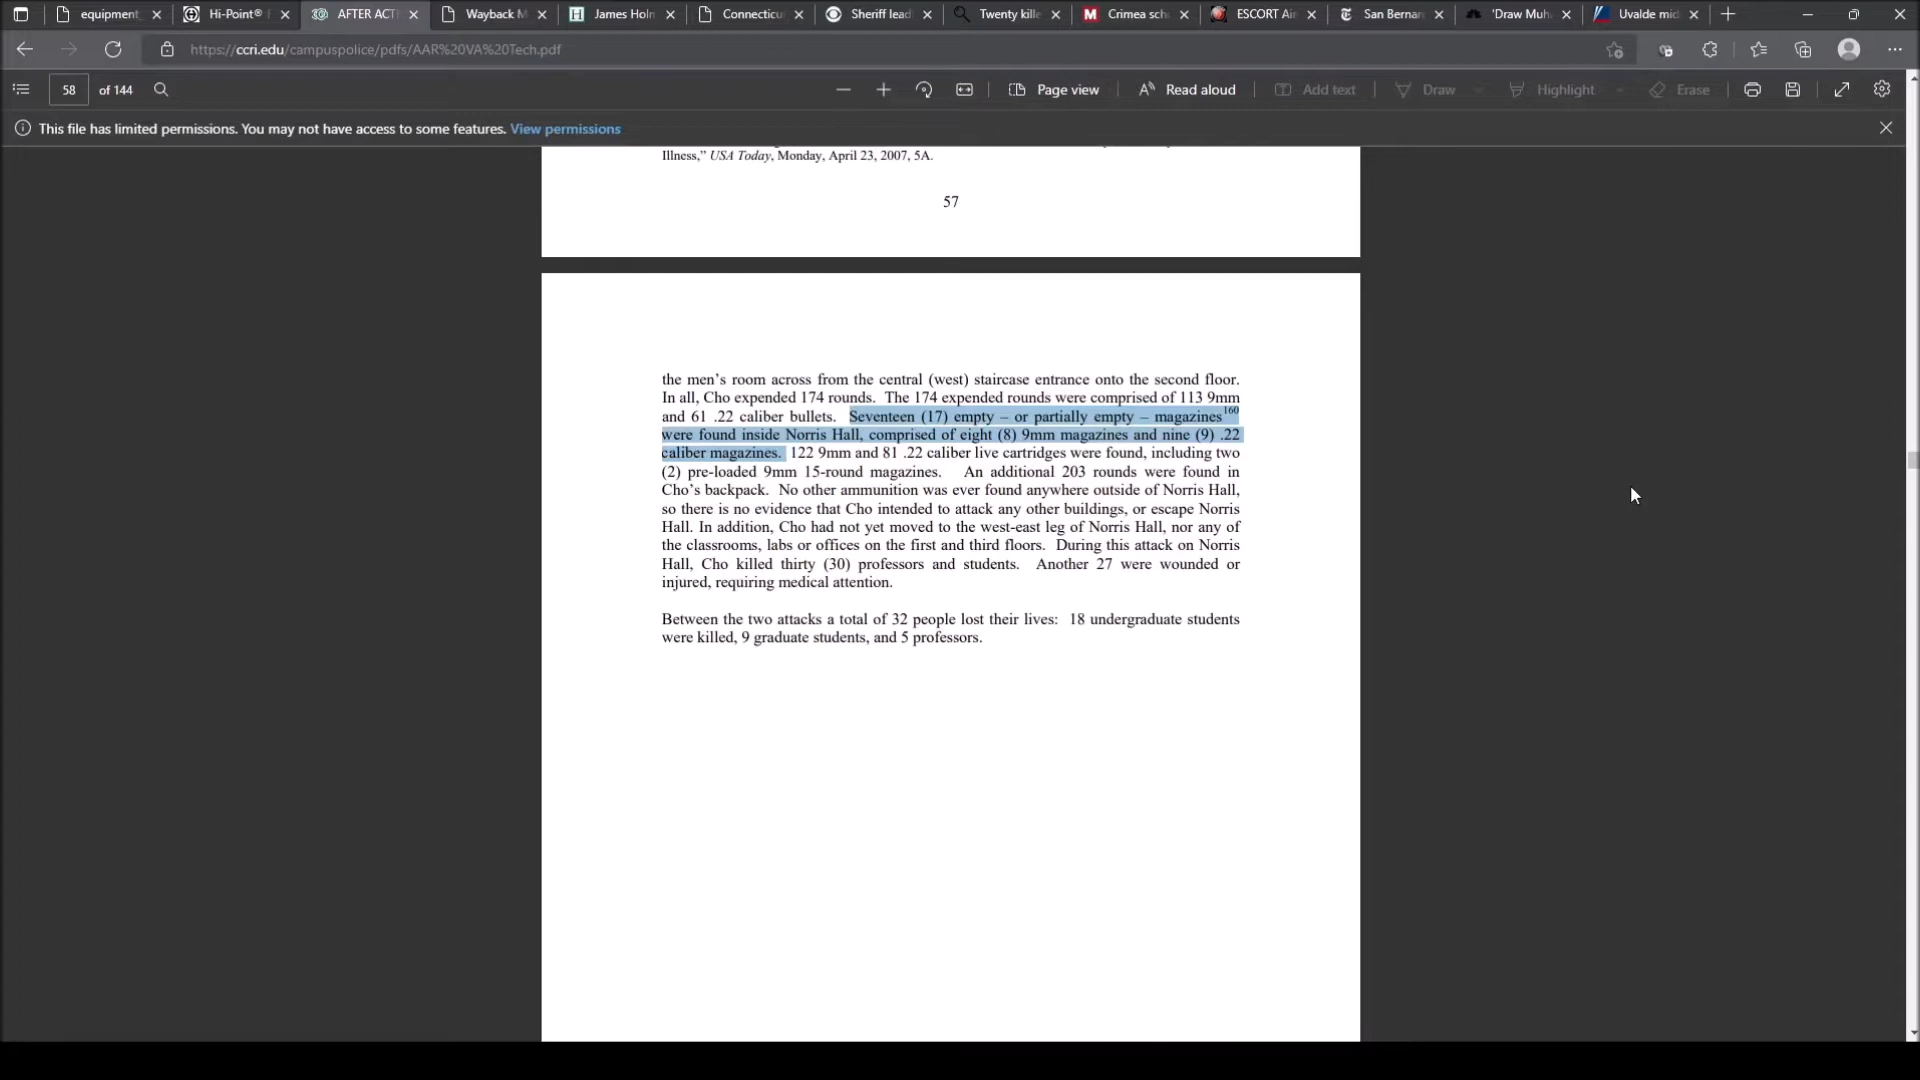 equipment_
Hi-Point® f
AFTER ACTI
Wayback M
James Holm
Connecticu
Sheriff lead
Twenty kille
Crimea sch
ESCORT Air
San Bernar
'Draw Muh
Uvalde mid
https://ccri.edu/campuspolice/pdfs/AAR%20VA%20Tech.pdf
58 of 144
Page view
Read aloud
Add text
Draw
Highlight
Erase
This file has limited permissions. You may not have access to some features. View permissions
Illness,” USA Today, Monday, April 23, 2007, 5A.
57
the men’s room across from the central (west) staircase entrance onto the second floor.
In all, Cho expended 174 rounds. The 174 expended rounds were comprised of 113 9mm
and 61 .22 caliber bullets. Seventeen (17) empty – or partially empty – magazines160
were found inside Norris Hall, comprised of eight (8) 9mm magazines and nine (9) .22
caliber magazines. 122 9mm and 81 .22 caliber live cartridges were found, including two
(2) pre-loaded 9mm 15-round magazines. An additional 203 rounds were found in
Cho’s backpack. No other ammunition was ever found anywhere outside of Norris Hall,
so there is no evidence that Cho intended to attack any other buildings, or escape Norris
Hall. In addition, Cho had not yet moved to the west-east leg of Norris Hall, nor any of
the classrooms, labs or offices on the first and third floors. During this attack on Norris
Hall, Cho killed thirty (30) professors and students. Another 27 were wounded or
injured, requiring medical attention.
Between the two attacks a total of 32 people lost their lives: 18 undergraduate students
were killed, 9 graduate students, and 5 professors.